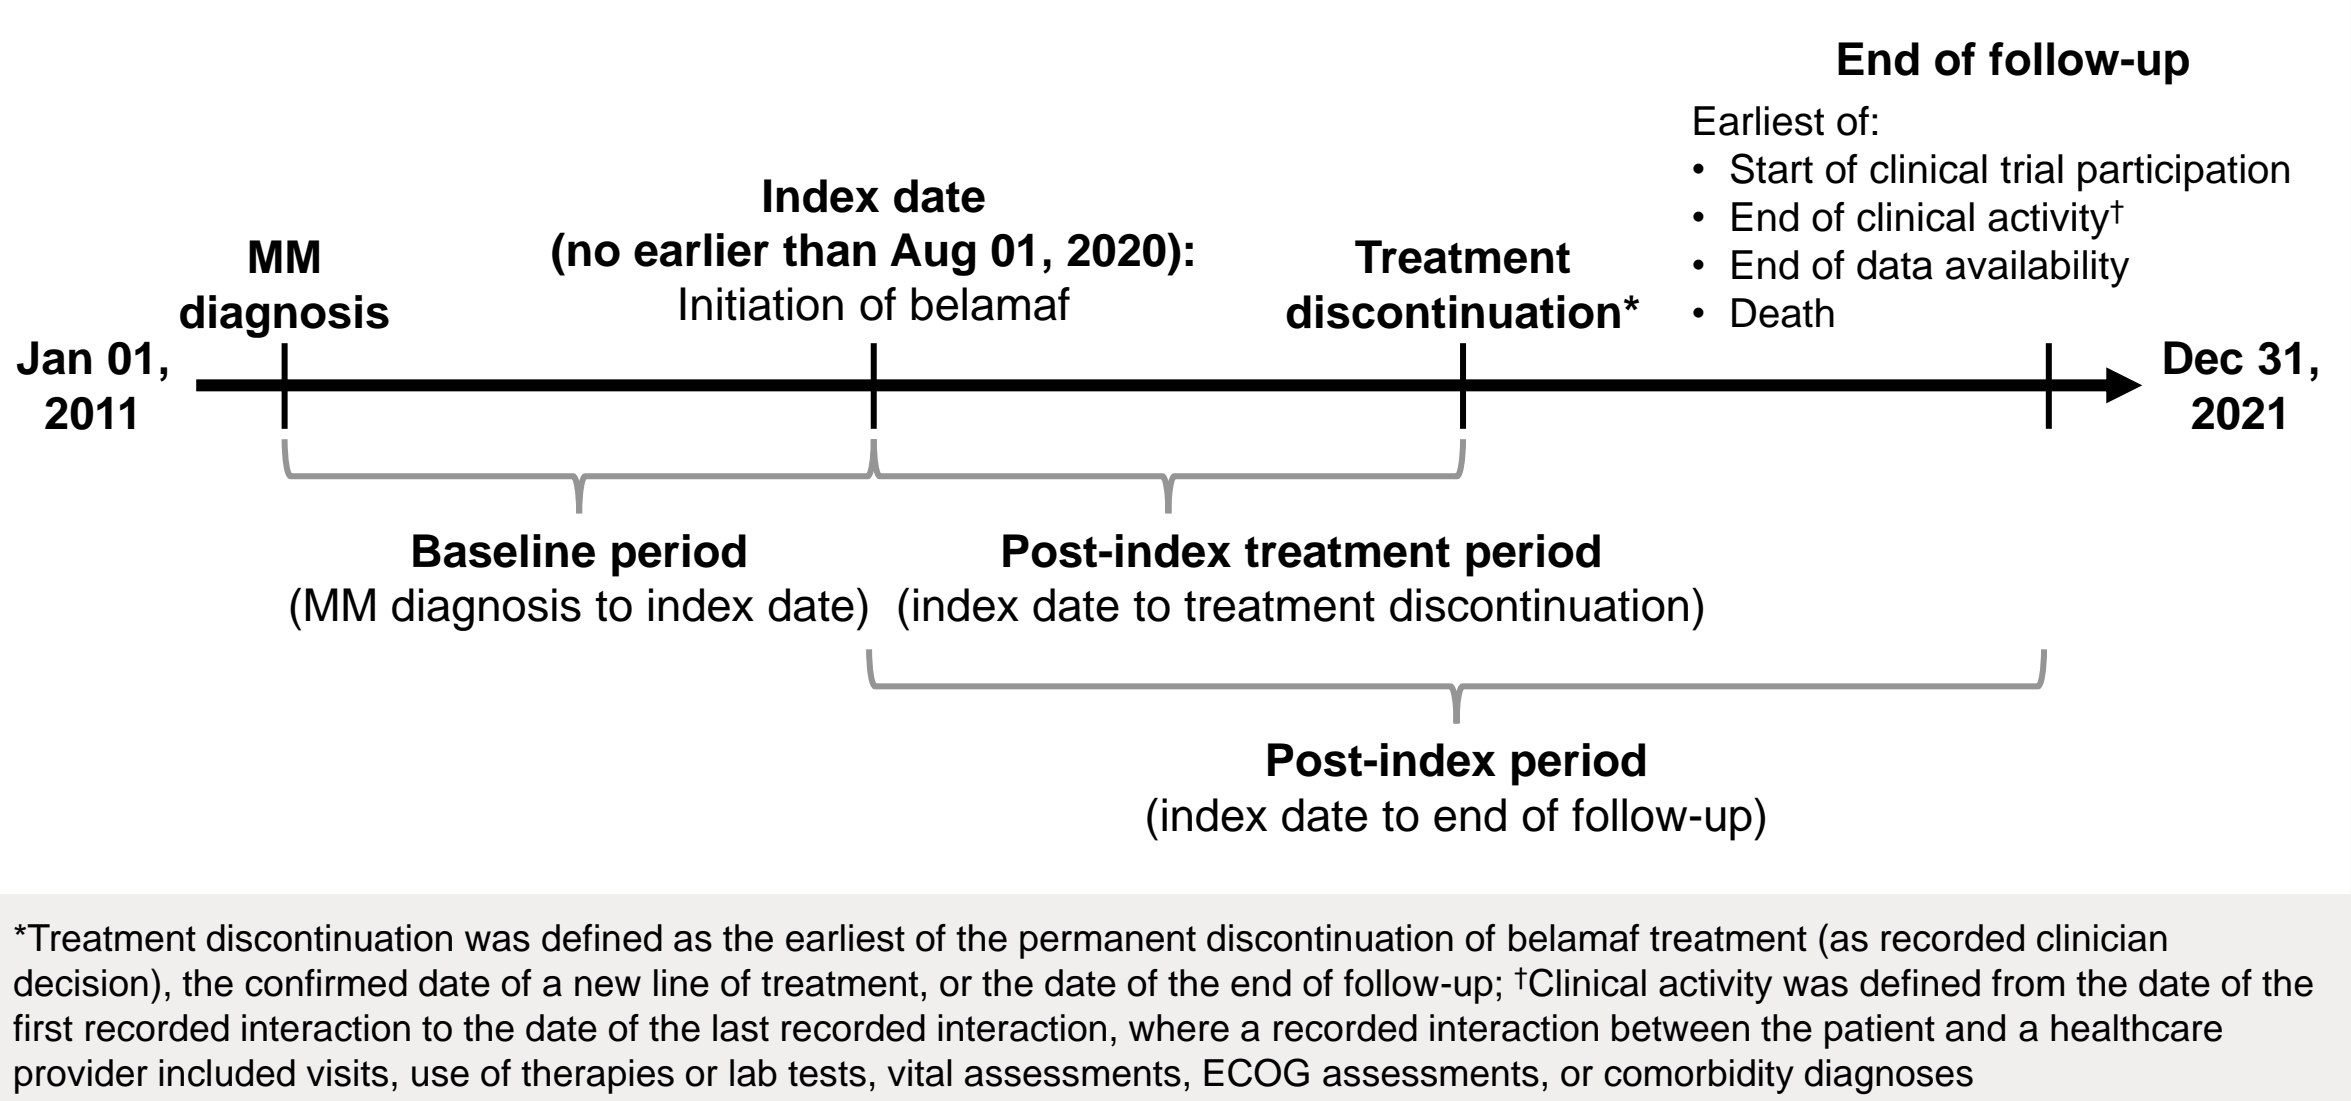 End of follow-up
Earliest of:
• Start of clinical trial participation
• End of clinical activity†
• End of data availability
• Death
Index date
(no earlier than Aug 01, 2020):
Initiation of belamaf
MM
diagnosis
Treatment
discontinuation*
Jan 01,
2011
Dec 31,
2021
Baseline period
(MM diagnosis to index date)
Post-index treatment period
(index date to treatment discontinuation)
Post-index period
(index date to end of follow-up)
*Treatment discontinuation was defined as the earliest of the permanent discontinuation of belamaf treatment (as recorded clinician
decision), the confirmed date of a new line of treatment, or the date of the end of follow-up; †Clinical activity was defined from the date of the
first recorded interaction to the date of the last recorded interaction, where a recorded interaction between the patient and a healthcare
provider included visits, use of therapies or lab tests, vital assessments, ECOG assessments, or comorbidity diagnoses